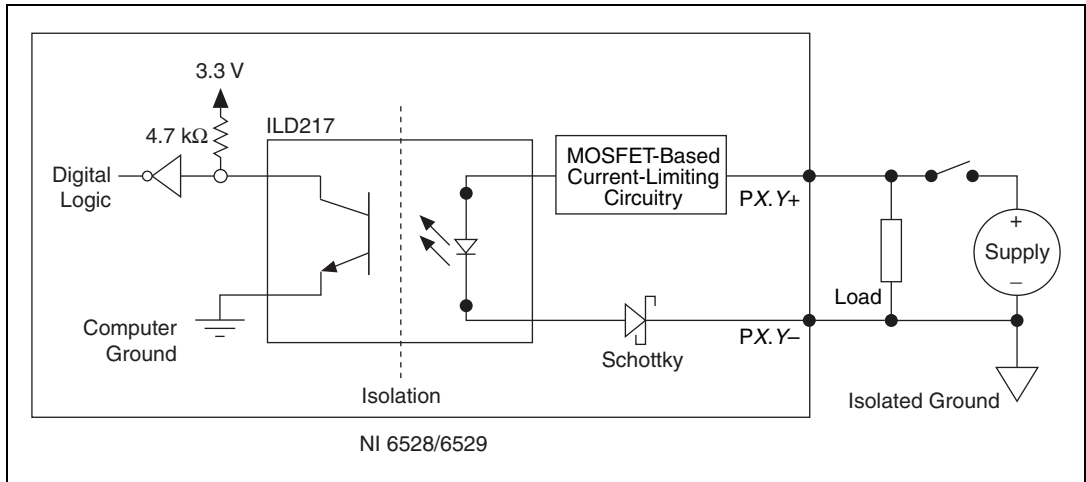 3.3 V
4.7 kΩ
ILD217
Digital
Logic
MOSFET-Based
Current-Limiting
Circuitry
PX.Y+
+
Supply
–
Load
Computer
Ground
Schottky
PX.Y–
Isolation
Isolated Ground
NI 6528/6529